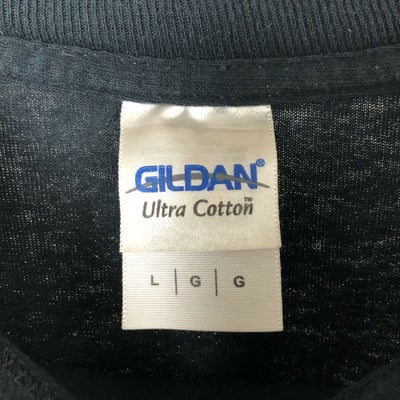 GILDAN®
Ultra Cotton™
L | G | G